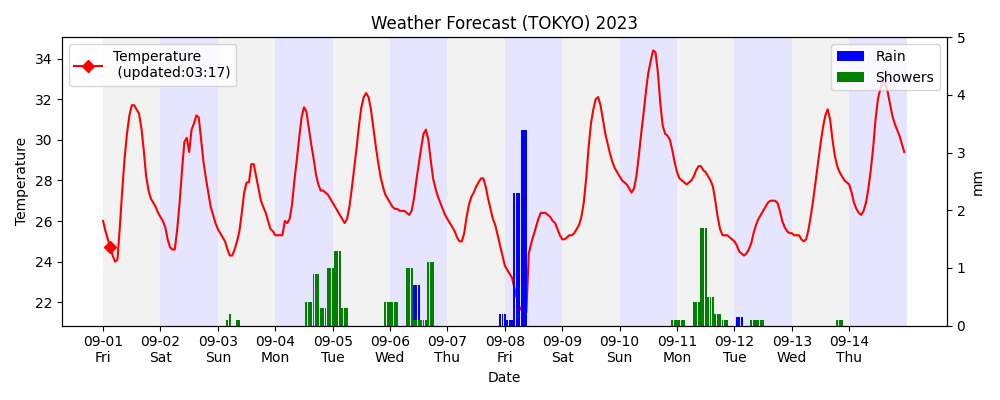 Weather Forecast (TOKYO) 2023
Temperature
(updated:03:17)
Rain
Showers
Temperature
34
32
30
28
26
24
22
5
4
3
2
1
0
mm
09-01 09-02 09-03 09-04 09-05 09-06 09-07 09-08 09-09 09-10 09-11 09-12 09-13 09-14
Fri Sat Sun Mon Tue Wed Thu Fri Sat Sun Mon Tue Wed Thu
Date